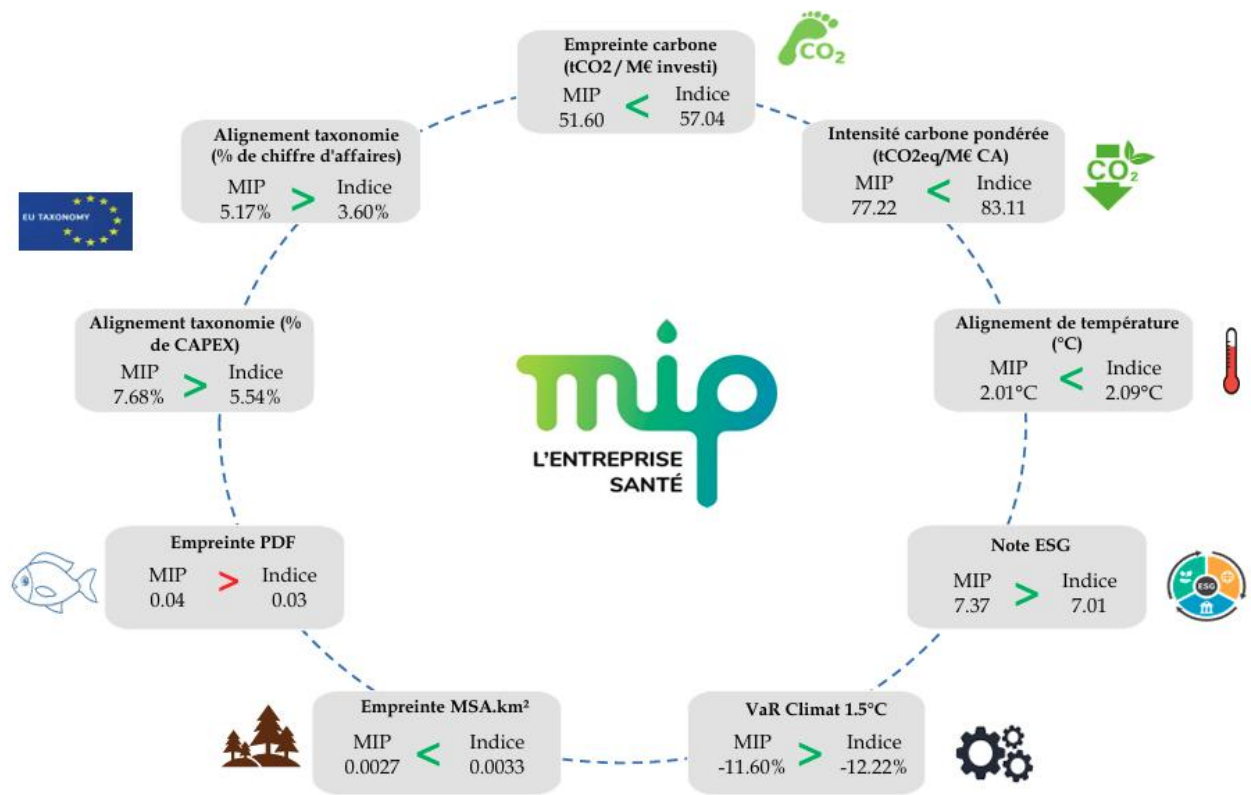 Empreinte carbone
(tCO2 / M€ investi)
MIP < Indice
51.60 57.04
CO2
Alignement taxonomie
(% de chiffre d'affaires)
MIP > Indice
5.17% 3.60%
Intensité carbone pondérée
(tCO2eq/M€ CA)
MIP < Indice
77.22 83.11
CO2
EU TAXONOMY
Alignement taxonomie (%
de CAPEX)
MIP > Indice
7.68% 5.54%
mip
L'ENTREPRISE
SANTÉ
Alignement de température
(°C)
MIP < Indice
2.01°C 2.09°C
Empreinte PDF
MIP > Indice
0.04 0.03
Note ESG
MIP > Indice
7.37 7.01
ESG
Empreinte MSA.km²
MIP < Indice
0.0027 0.0033
VaR Climat 1.5°C
MIP > Indice
-11.60% -12.22%